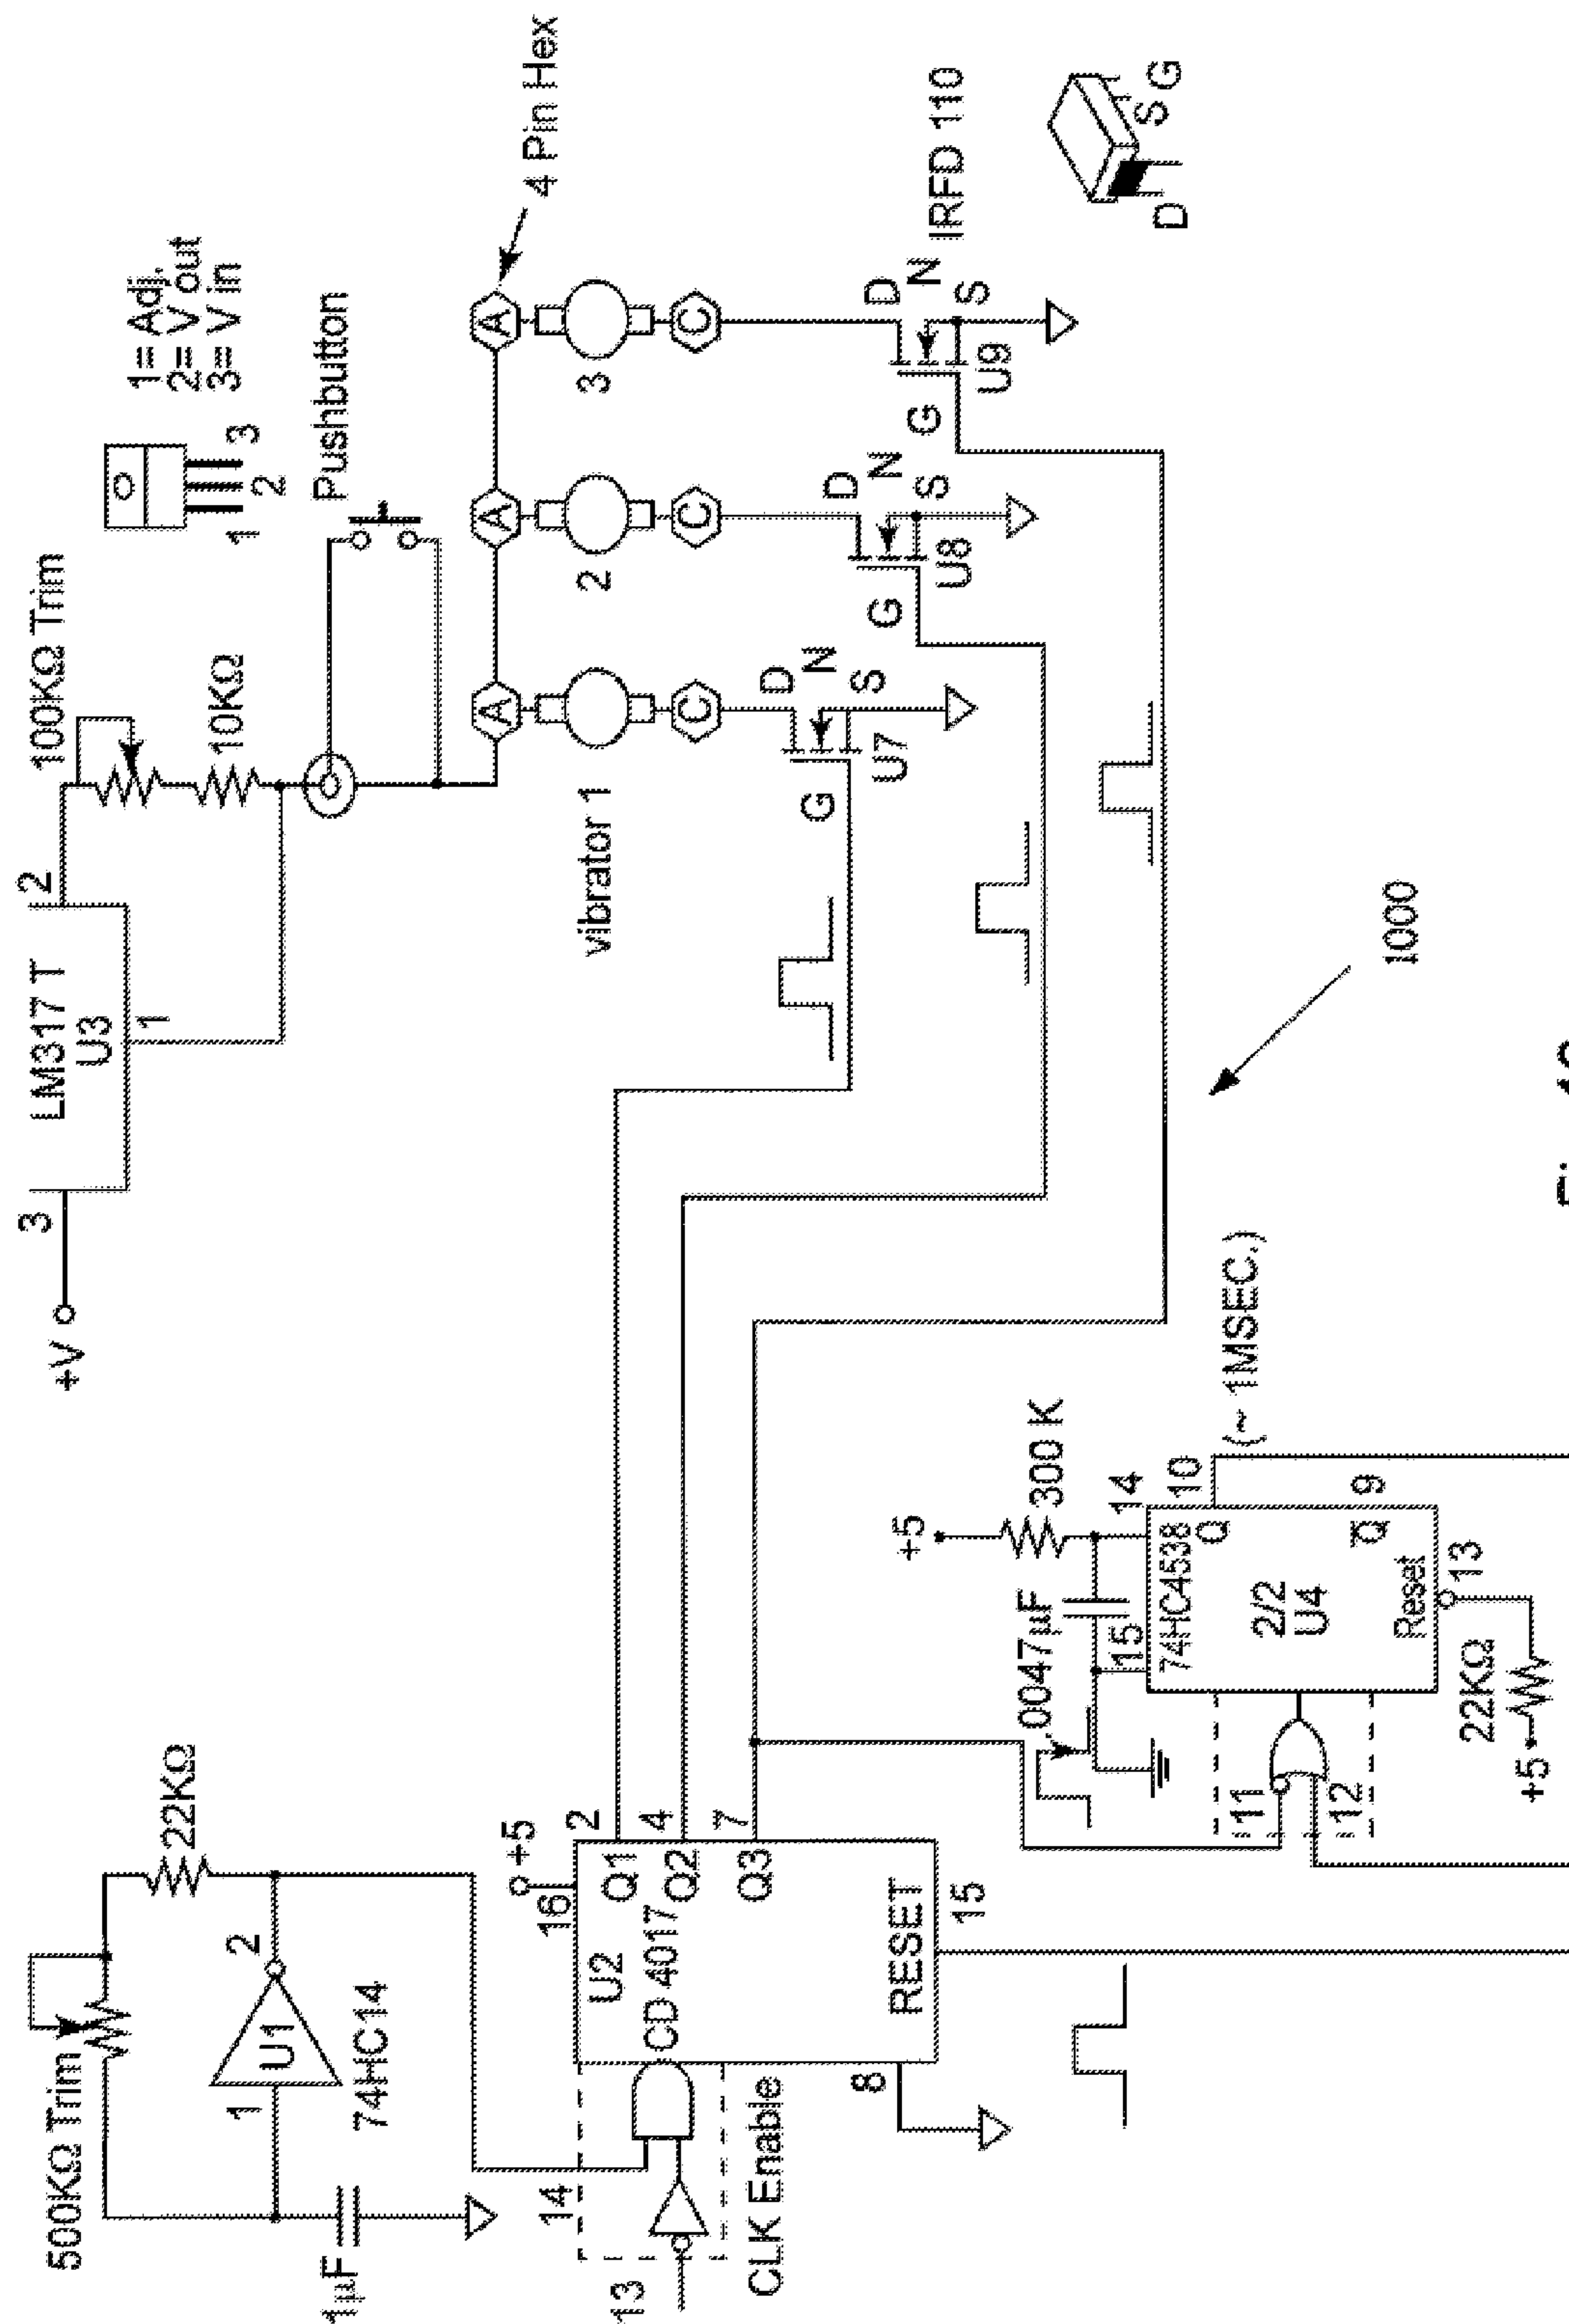 +V
3
LM317 T
U3
1
2
100KΩ Trim
10KΩ
1= Adj.
2= V out
3= V in
1
2
3
Pushbutton
4 Pin Hex
A
A
A
vibrator 1
2
3
C
C
C
D
N
S
G
U7
D
N
S
G
U8
D
N
S
G
U9
IRFD 110
D
S
G
500KΩ Trim
22KΩ
1
U1
2
74HC14
1µF
+5
16
14
13
CLK Enable
U2
CD 4017
Q1
2
Q2
4
Q3
7
RESET
15
8
+5
300 K
.0047µF
15
14
74HC4538
2/2
U4
Q
10
(~ 1MSEC.)
Q
9
Reset
13
11
12
22KΩ
+5
1000